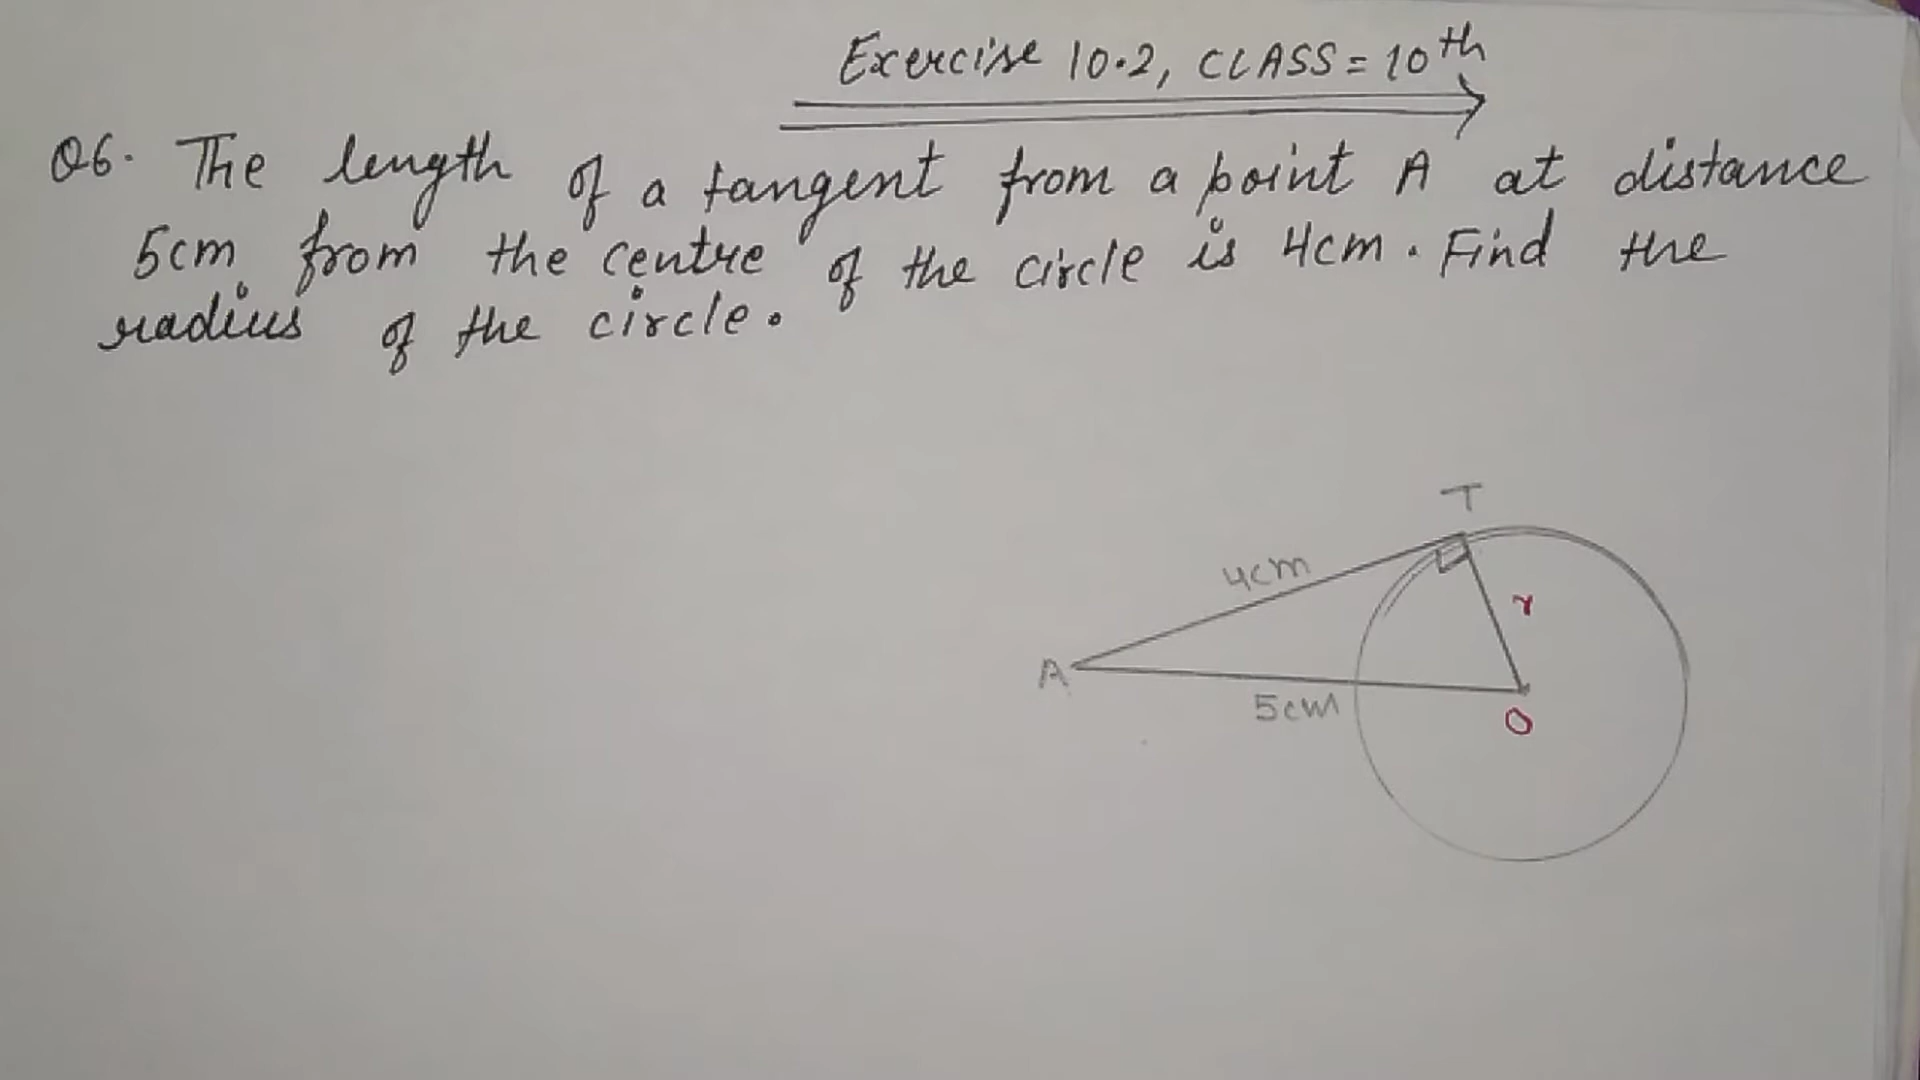 Exercise 10.2, CLASS = 10th
Q6. The length of a tangent from a point A at distance
5cm from the centre of the circle is 4cm. Find the
radius of the circle.
T
4cm
r
A
5cm
O